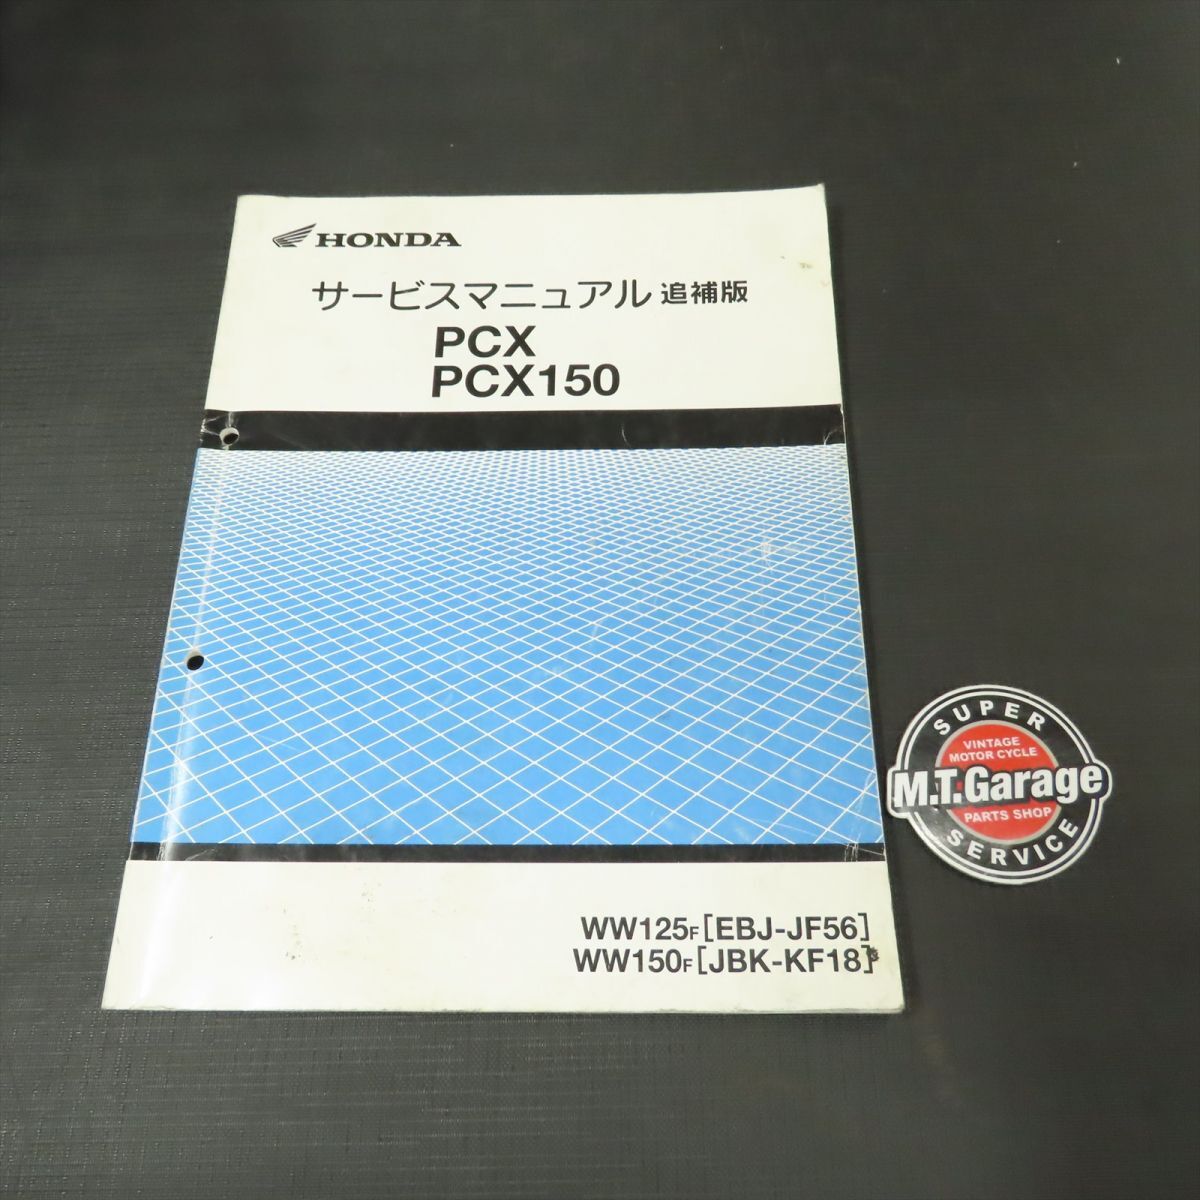 HONDA
サービスマニュアル 追補版
PCX
PCX150
WW125F[EBJ-JF56]
WW150F[JBK-KF18]
SUPER
VINTAGE
MOTOR CYCLE
M.T.Garage
PARTS SHOP
SERVICE